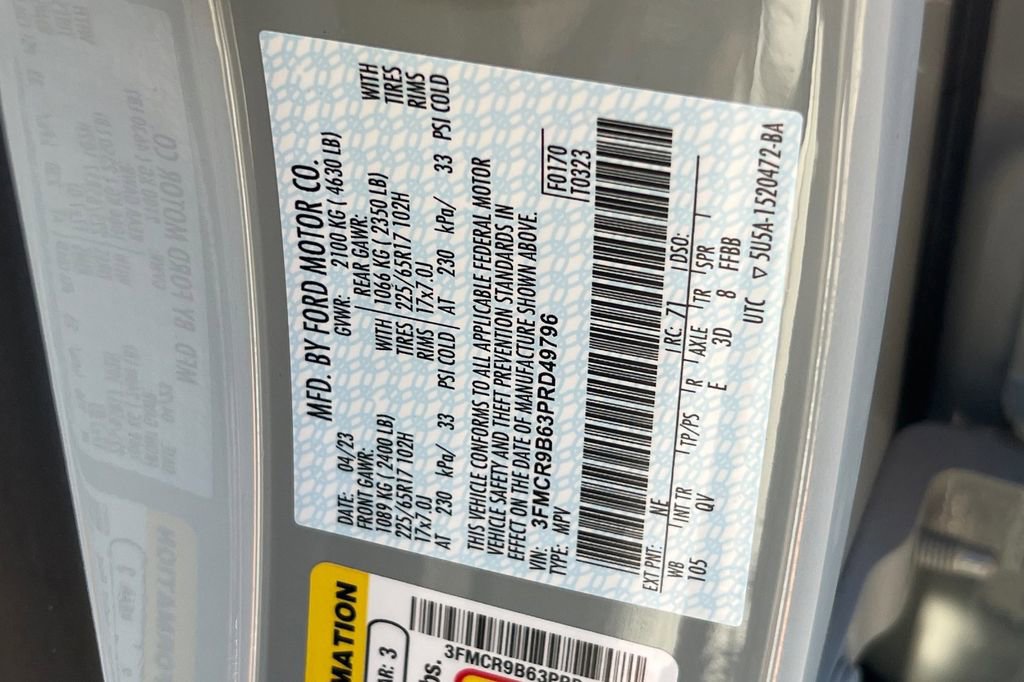 MFD. BY FORD MOTOR CO.
DATE: 04/23 GVWR: 2100 KG ( 4630 LB)
FRONT GAWR: REAR GAWR:
1089 KG ( 2400 LB) WITH 1066 KG ( 2350 LB) WITH
225/65R17 102H TIRES 225/65R17 102H TIRES
17x7.0J RIMS 17x7.0J RIMS
AT 230 kPa/ 33 PSI COLD AT 230 kPa/ 33 PSI COLD
THIS VEHICLE CONFORMS TO ALL APPLICABLE FEDERAL MOTOR
VEHICLE SAFETY AND THEFT PREVENTION STANDARDS IN
EFFECT ON THE DATE OF MANUFACTURE SHOWN ABOVE.
VIN: 3FMCR9B63PRD49796
TYPE: MPV
F0170
T0323
EXT PNT: NE RC: 71 DSO:
WB INT TR TP/PS R AXLE TR SPR
105 QV E 3D 8 FFBB
UTC ▽ 5U5A-1520472-BA
MATION
AR: 3
bs.
3FMCR9B63PRD